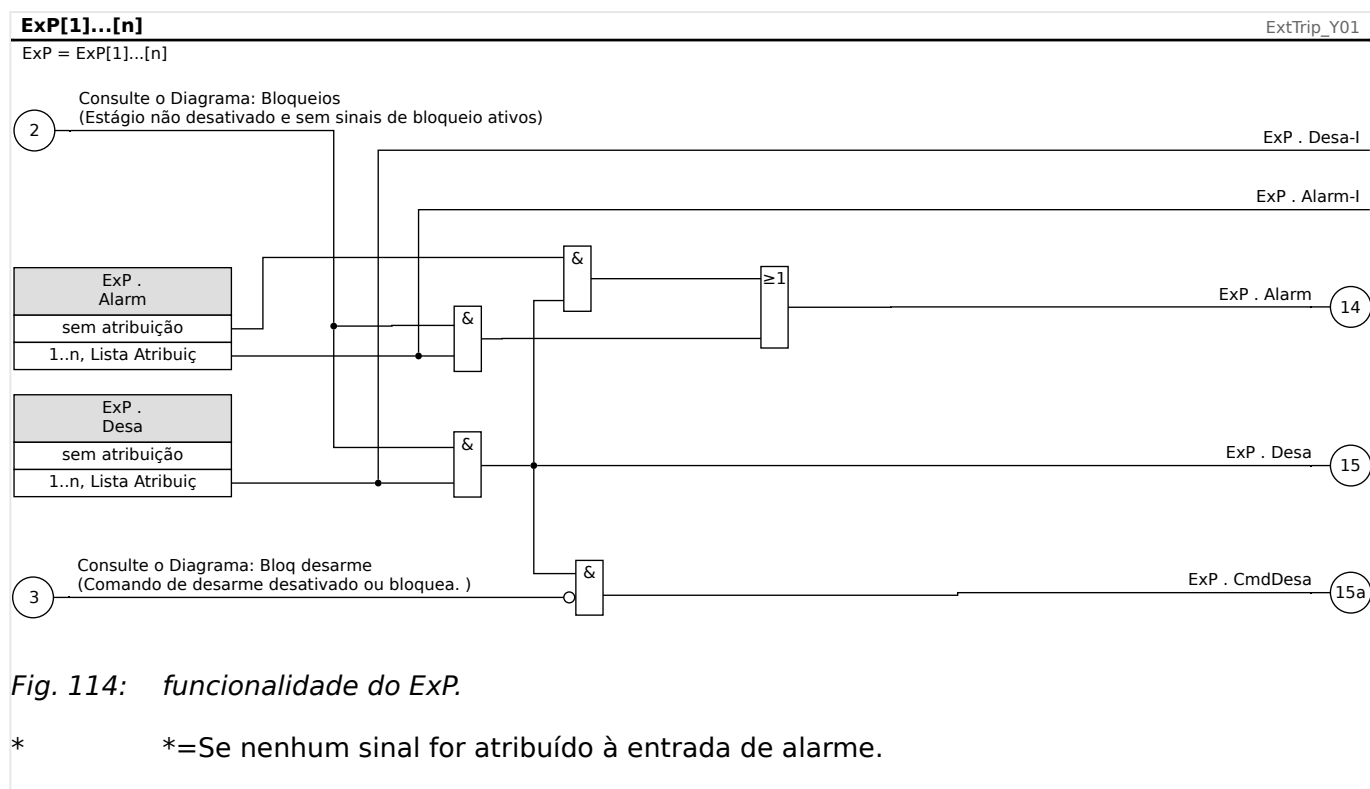 ExP[1]...[n]
ExtTrip_Y01
ExP = ExP[1]...[n]
Consulte o Diagrama: Bloqueios
(Estágio não desativado e sem sinais de bloqueio ativos)
2
ExP . Desa-I
ExP . Alarm-I
ExP .
Alarm
sem atribuição
1..n, Lista Atribuiç
&
&
≥1
ExP . Alarm
14
ExP .
Desa
sem atribuição
1..n, Lista Atribuiç
&
ExP . Desa
15
Consulte o Diagrama: Bloq desarme
(Comando de desarme desativado ou bloquea. )
3
&
ExP . CmdDesa
15a
Fig. 114: funcionalidade do ExP.
* *=Se nenhum sinal for atribuído à entrada de alarme.